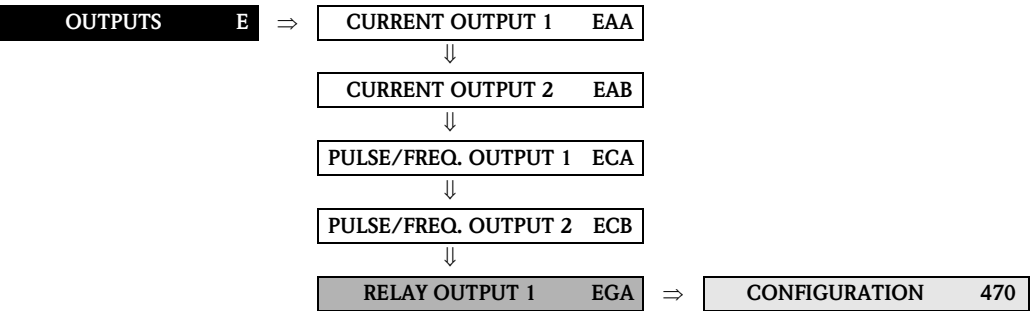 OUTPUTS E ⇒ CURRENT OUTPUT 1 EAA
⇓
CURRENT OUTPUT 2 EAB
⇓
PULSE/FREQ. OUTPUT 1 ECA
⇓
PULSE/FREQ. OUTPUT 2 ECB
⇓
RELAY OUTPUT 1 EGA ⇒ CONFIGURATION 470